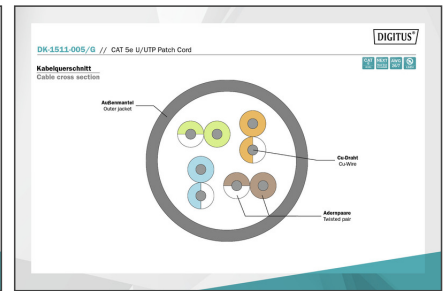 DIGITUS®
DK-1511-005/G // CAT 5e U/UTP Patch Cord
Kabelquerschnitt
Cable cross section
Außenmantel
Outer jacket
Cu-Draht
Cu-Wire
Adernpaare
Twisted pair